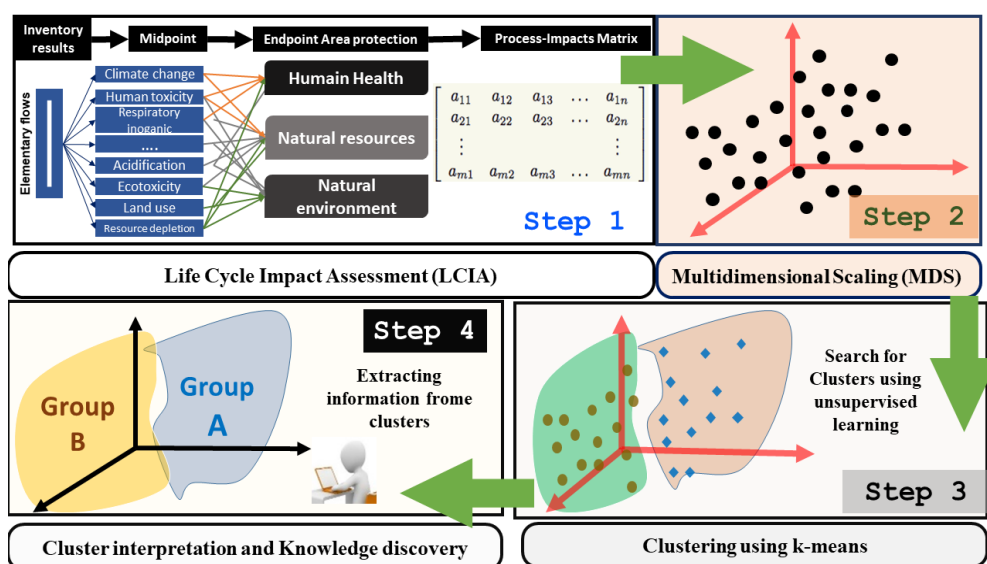 Inventory results
Midpoint
Endpoint Area protection
Process-Impacts Matrix
Elementary flows
Climate change
Human toxicity
Respiratory
inoganic
....
Acidification
Ecotoxicity
Land use
Resource depletion
Humain Health
Natural resources
Natural
environment
a11 a12 a13 ... a1n
a21 a22 a23 ... a2n
⋮ ⋮
am1 am2 am3 ... amn
Step 1
Step 2
Life Cycle Impact Assessment (LCIA)
Multidimensional Scaling (MDS)
Step 4
Extracting
information frome
clusters
Group
B
Group
A
Search for
Clusters using
unsupervised
learning
Step 3
Cluster interpretation and Knowledge discovery
Clustering using k-means